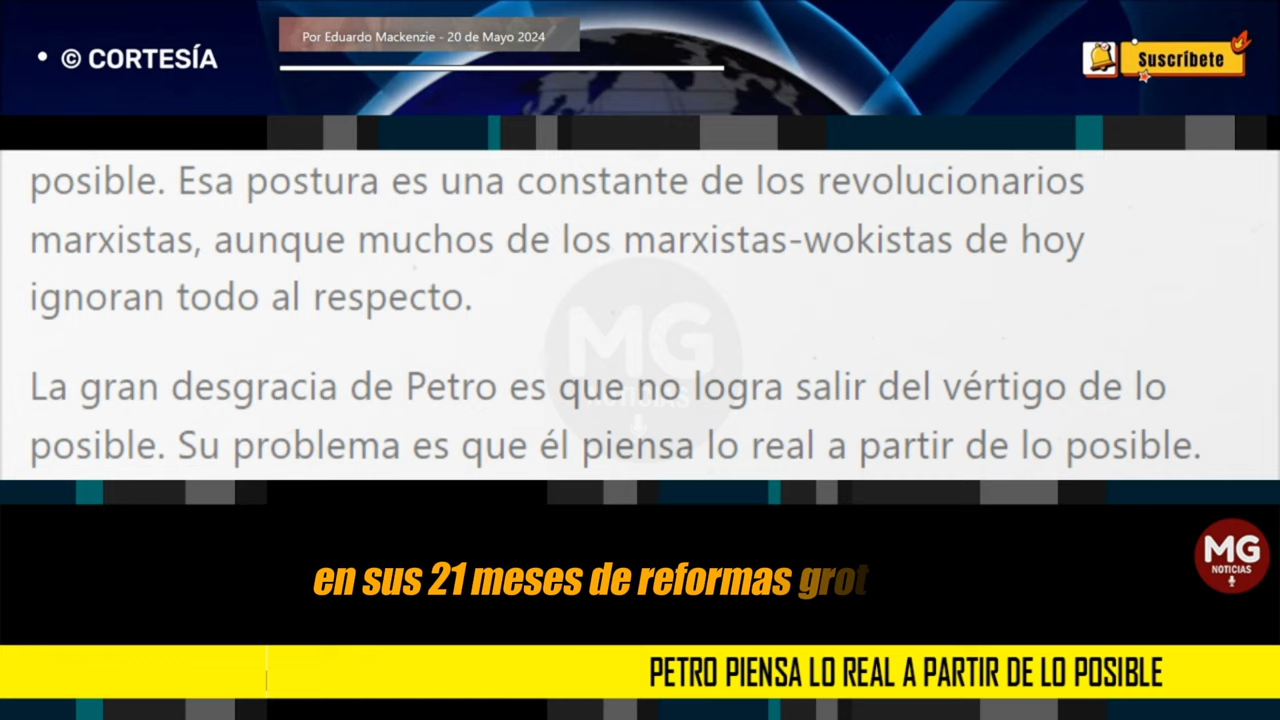 Por Eduardo Mackenzie - 20 de Mayo 2024
• © CORTESÍA
Suscríbete
posible. Esa postura es una constante de los revolucionarios
marxistas, aunque muchos de los marxistas-wokistas de hoy
ignoran todo al respecto.
MG
NOTICIAS
La gran desgracia de Petro es que no logra salir del vértigo de lo
posible. Su problema es que él piensa lo real a partir de lo posible.
en sus 21 meses de reformas grot
MG
NOTICIAS
PETRO PIENSA LO REAL A PARTIR DE LO POSIBLE